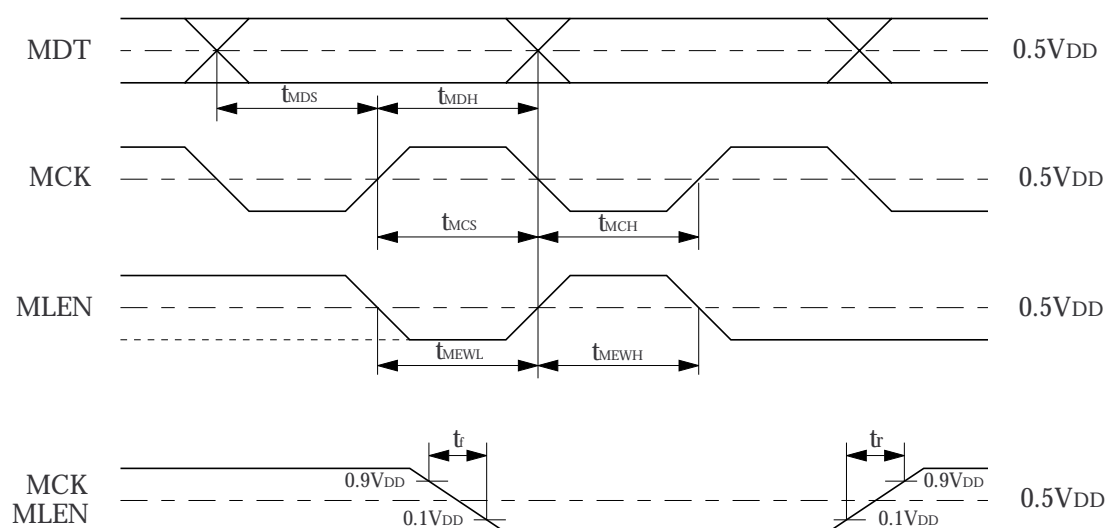 MDT
0.5VDD
tMDS
tMDH
MCK
0.5VDD
tMCS
tMCH
MLEN
0.5VDD
tMEWL
tMEWH
tf
tr
MCK
MLEN
0.9VDD
0.9VDD
0.5VDD
0.1VDD
0.1VDD